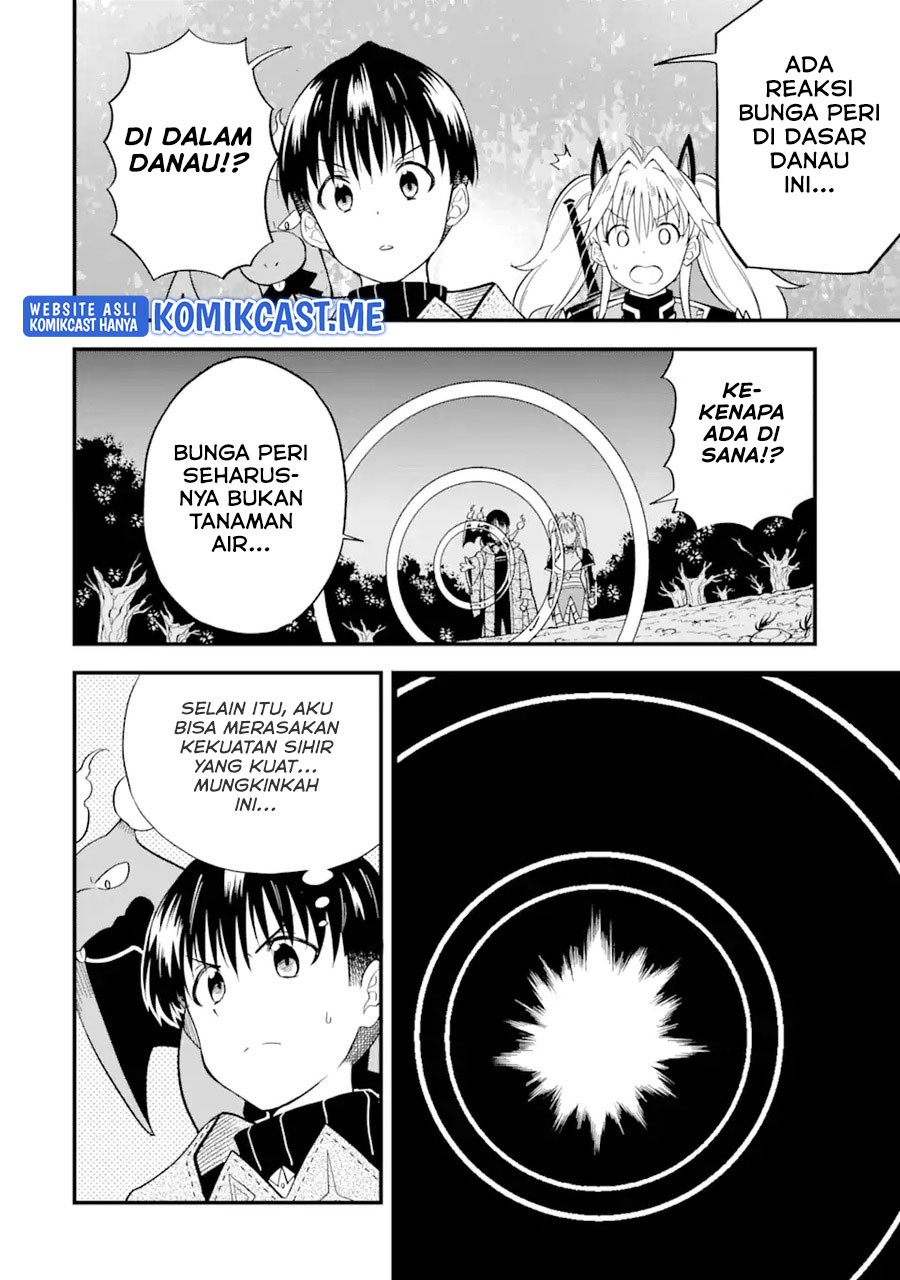 ADA
REAKSI
BUNGA PERI
DI DASAR
DANAU
INI...
DI DALAM
DANAU!?
WEBSITE ASLI
KOMIKCAST HANYA
KOMIKCAST.ME
KE-
KENAPA
ADA DI
SANA!?
BUNGA PERI
SEHARUS-
NYA BUKAN
TANAMAN
AIR...
SELAIN ITU, AKU
BISA MERASAKAN
KEKUATAN SIHIR
YANG KUAT...
MUNGKINKAH
INI...